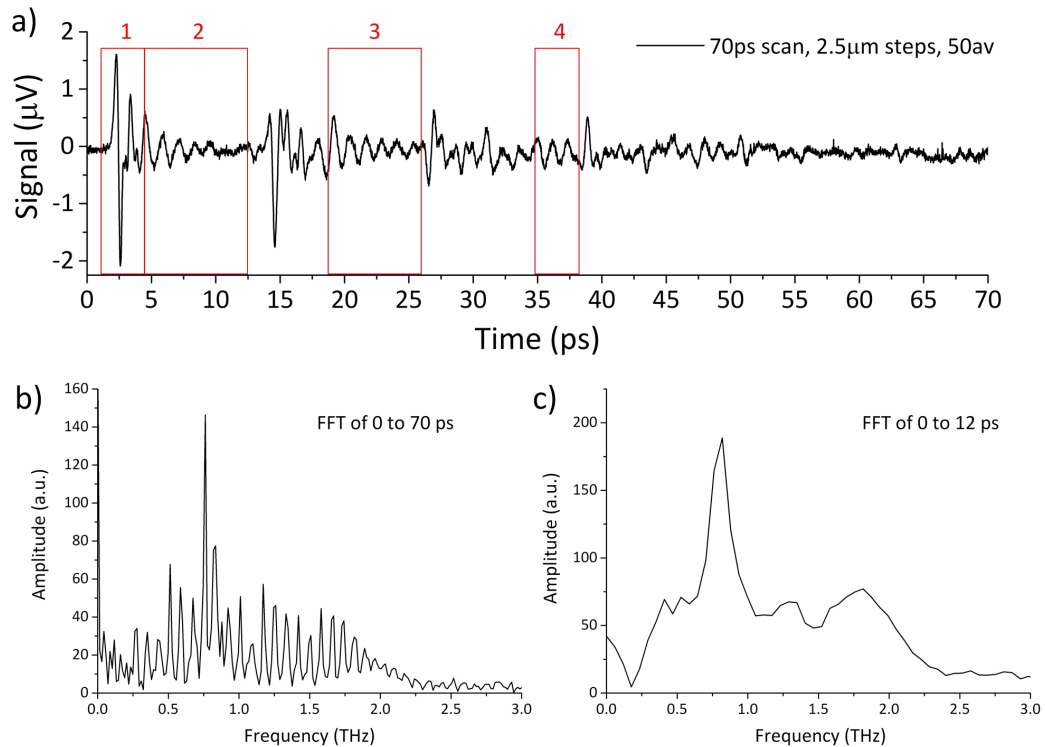 a)
1 2 3 4
70ps scan, 2.5μm steps, 50av
Signal (μV)
2
1
0
-1
-2
0 5 10 15 20 25 30 35 40 45 50 55 60 65 70
Time (ps)
b)
FFT of 0 to 70 ps
Amplitude (a.u.)
160
140
120
100
80
60
40
20
0
0.0 0.5 1.0 1.5 2.0 2.5 3.0
Frequency (THz)
c)
FFT of 0 to 12 ps
Amplitude (a.u.)
200
150
100
50
0
0.0 0.5 1.0 1.5 2.0 2.5 3.0
Frequency (THz)